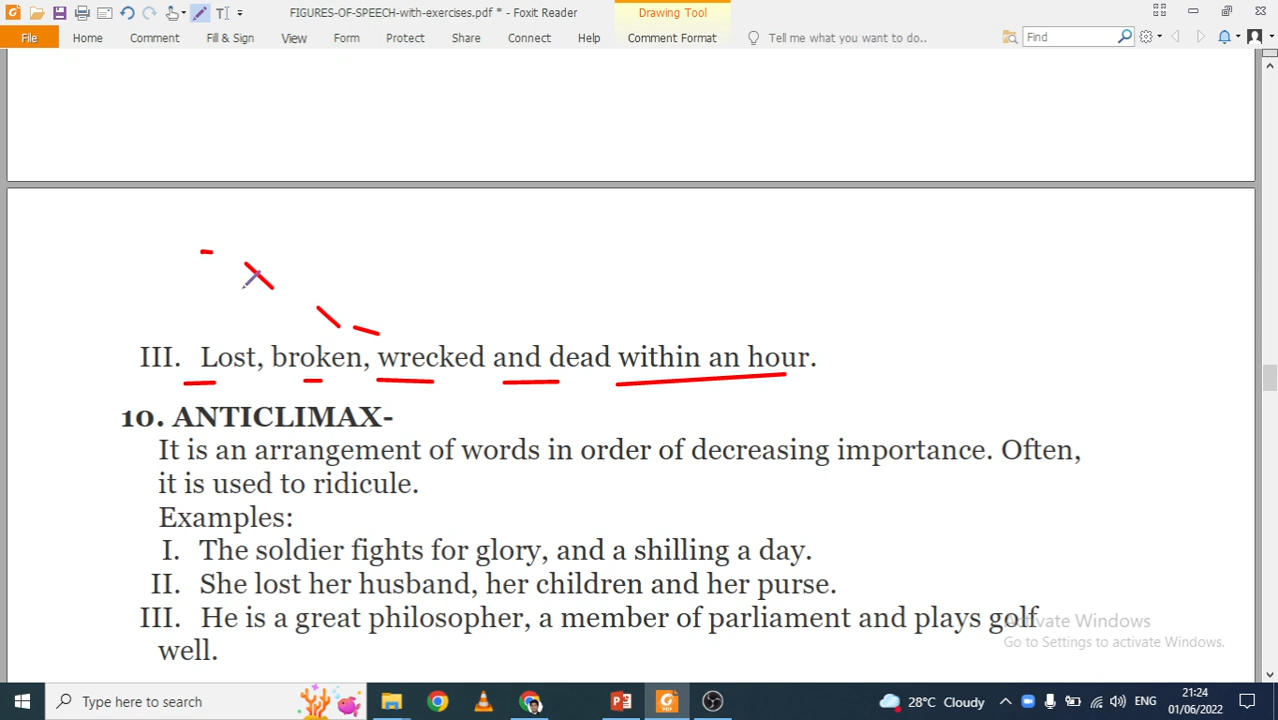 FIGURES-OF-SPEECH-with-exercises.pdf * - Foxit Reader
Drawing Tool
File Home Comment Fill & Sign View Form Protect Share Connect Help Comment Format Tell me what you want to do.. Find
III. Lost, broken, wrecked and dead within an hour.
10. ANTICLIMAX-
It is an arrangement of words in order of decreasing importance. Often,
it is used to ridicule.
Examples:
I. The soldier fights for glory, and a shilling a day.
II. She lost her husband, her children and her purse.
III. He is a great philosopher, a member of parliament and plays golf
well.
Activate Windows
Go to Settings to activate Windows.
Type here to search
28°C Cloudy
ENG
21:24
01/06/2022